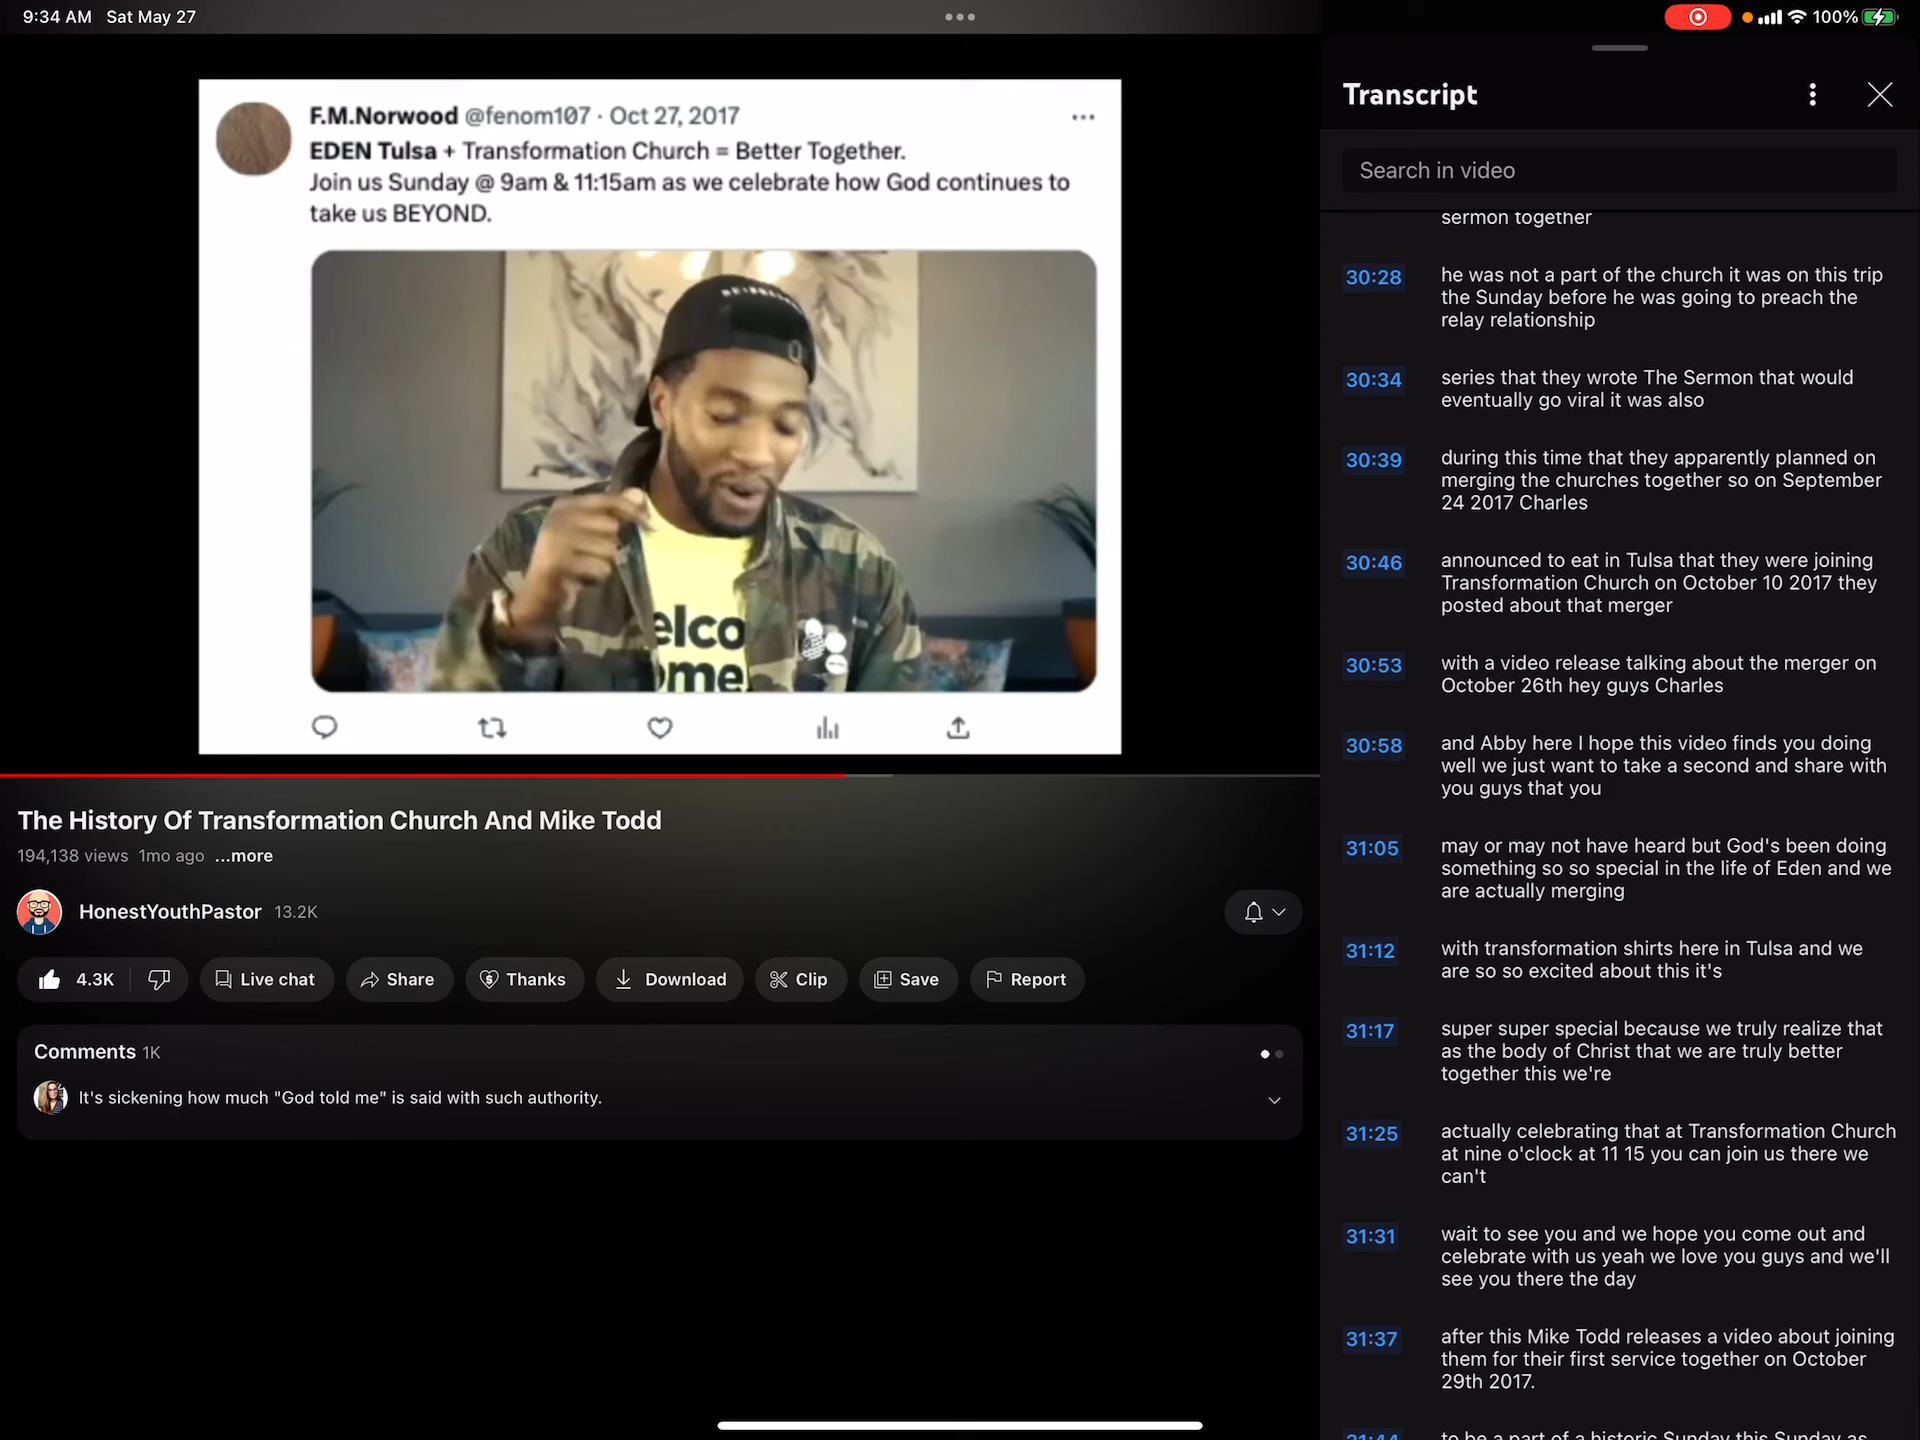 9:34 AM Sat May 27
100%
F.M.Norwood @fenom107 · Oct 27, 2017
EDEN Tulsa + Transformation Church = Better Together.
Join us Sunday @ 9am & 11:15am as we celebrate how God continues to
take us BEYOND.
elco
me
The History Of Transformation Church And Mike Todd
194,138 views 1mo ago ...more
HonestYouthPastor 13.2K
4.3K
Live chat
Share
Thanks
Download
Clip
Save
Report
Comments 1K
It's sickening how much "God told me" is said with such authority.
Transcript
Search in video
sermon together
30:28
he was not a part of the church it was on this trip
the Sunday before he was going to preach the
relay relationship
30:34
series that they wrote The Sermon that would
eventually go viral it was also
30:39
during this time that they apparently planned on
merging the churches together so on September
24 2017 Charles
30:46
announced to eat in Tulsa that they were joining
Transformation Church on October 10 2017 they
posted about that merger
30:53
with a video release talking about the merger on
October 26th hey guys Charles
30:58
and Abby here I hope this video finds you doing
well we just want to take a second and share with
you guys that you
31:05
may or may not have heard but God's been doing
something so so special in the life of Eden and we
are actually merging
31:12
with transformation shirts here in Tulsa and we
are so so excited about this it's
31:17
super super special because we truly realize that
as the body of Christ that we are truly better
together this we're
31:25
actually celebrating that at Transformation Church
at nine o'clock at 11 15 you can join us there we
can't
31:31
wait to see you and we hope you come out and
celebrate with us yeah we love you guys and we'll
see you there the day
31:37
after this Mike Todd releases a video about joining
them for their first service together on October
29th 2017.
31:44
to be a part of a historic Sunday this Sunday as